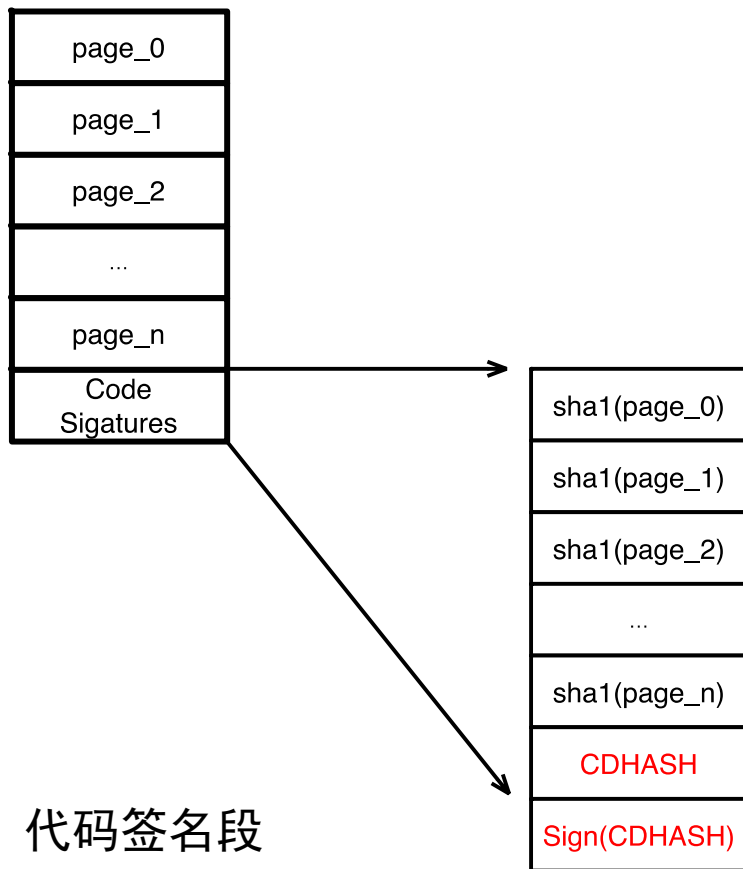 page_0
page_1
page_2
...
page_n
Code
Sigatures
sha1(page_0)
sha1(page_1)
sha1(page_2)
...
sha1(page_n)
CDHASH
Sign(CDHASH)
代码签名段